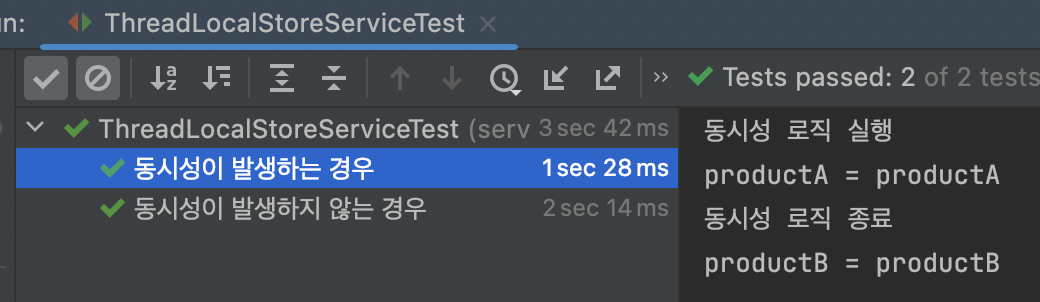 un: ThreadLocalStoreServiceTest
Tests passed: 2 of 2 tests
ThreadLocalStoreServiceTest (serv 3 sec 42 ms
동시성이 발생하는 경우 1 sec 28 ms
동시성이 발생하지 않는 경우 2 sec 14 ms
동시성 로직 실행
productA = productA
동시성 로직 종료
productB = productB